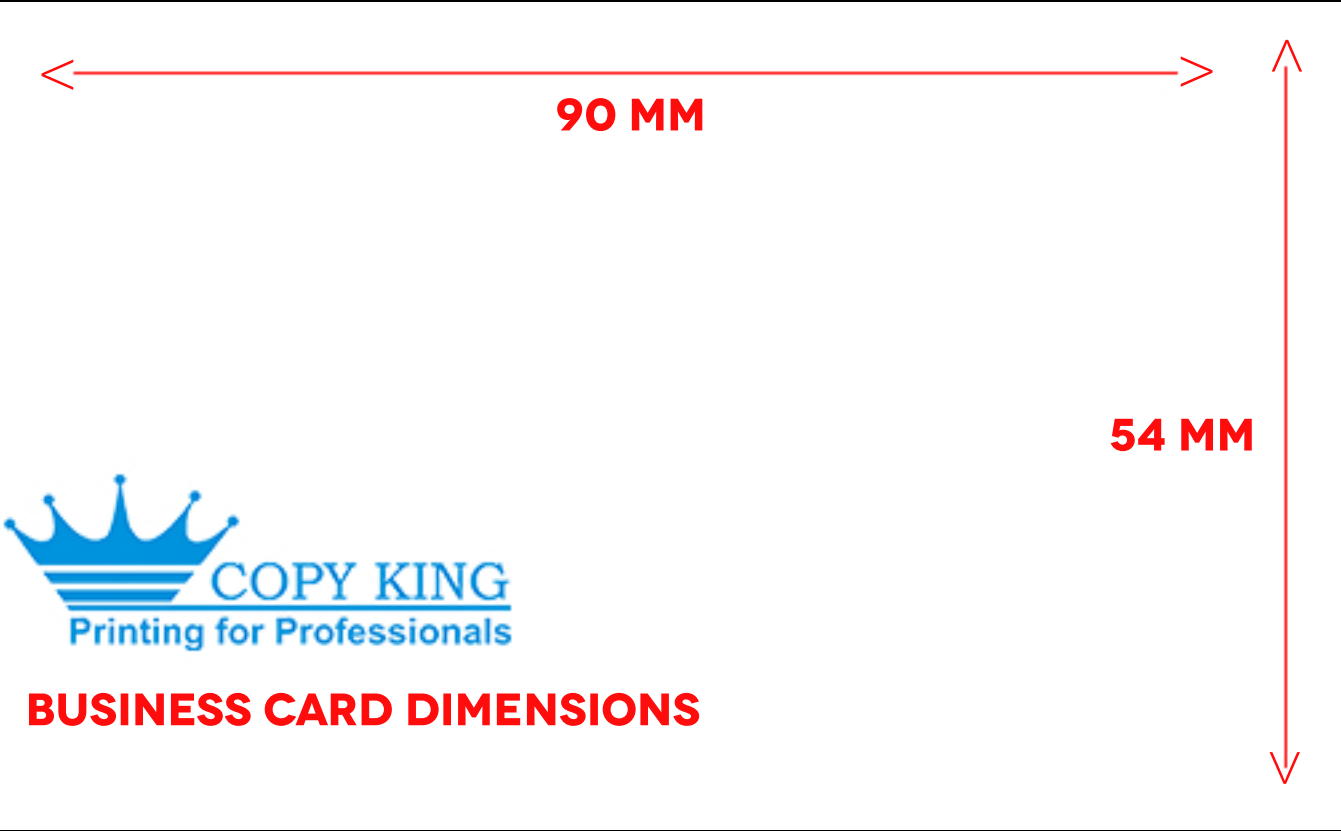 90 MM
54 MM
COPY KING
Printing for Professionals
BUSINESS CARD DIMENSIONS